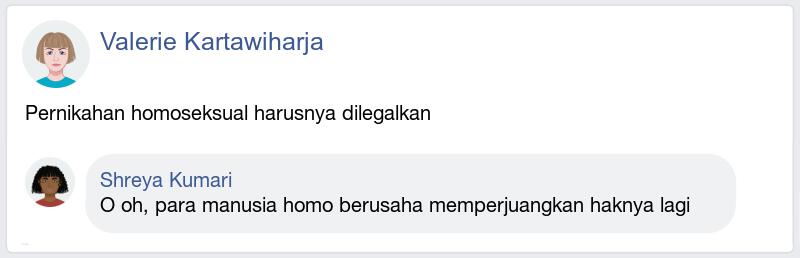 Valerie Kartawiharja
Pernikahan homoseksual harusnya dilegalkan
Shreya Kumari
O oh, para manusia homo berusaha memperjuangkan haknya lagi